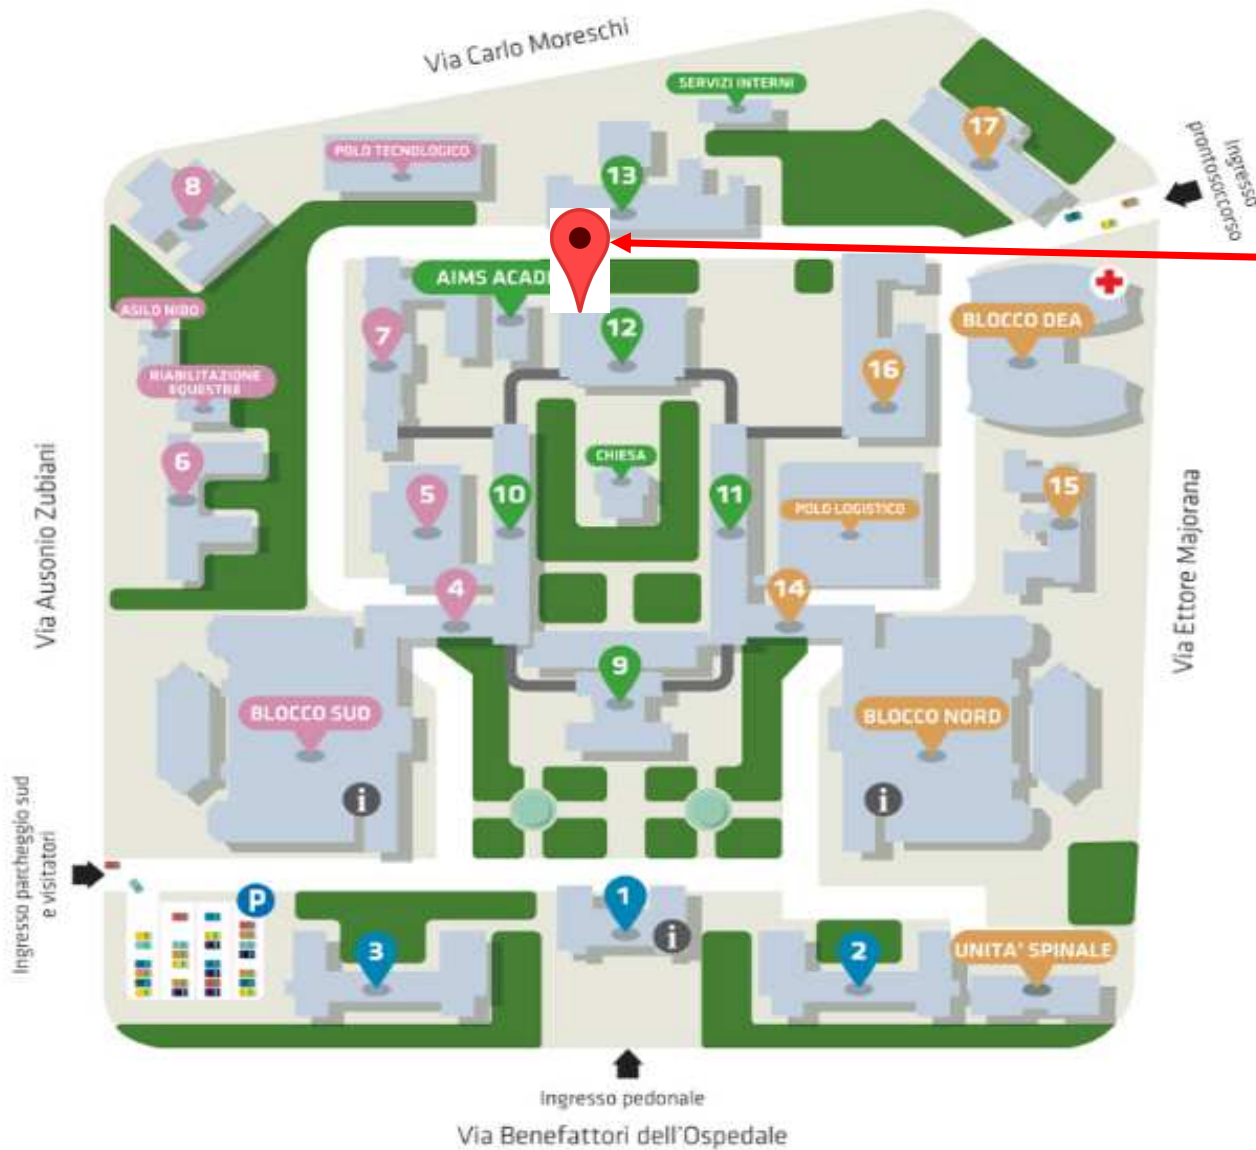 Via Carlo Moreschi
SERVIZI INTERNI
17
Ingresso
prontosoccorso
POLO TECNOLOGICO
8
13
AIMS ACADE
ASILO NIDO
7
12
BLOCCO DEA
16
RIABILITAZIONE
EQUESTRE
CHIESA
6
5
10
11
15
POLO LOGISTICO
Via Ausonio Zubiani
Via Ettore Majorana
4
14
9
BLOCCO SUD
BLOCCO NORD
i
i
Ingresso parcheggio sud
e visitatori
P
1
i
3
2
UNITA' SPINALE
Ingresso pedonale
Via Benefattori dell'Ospedale